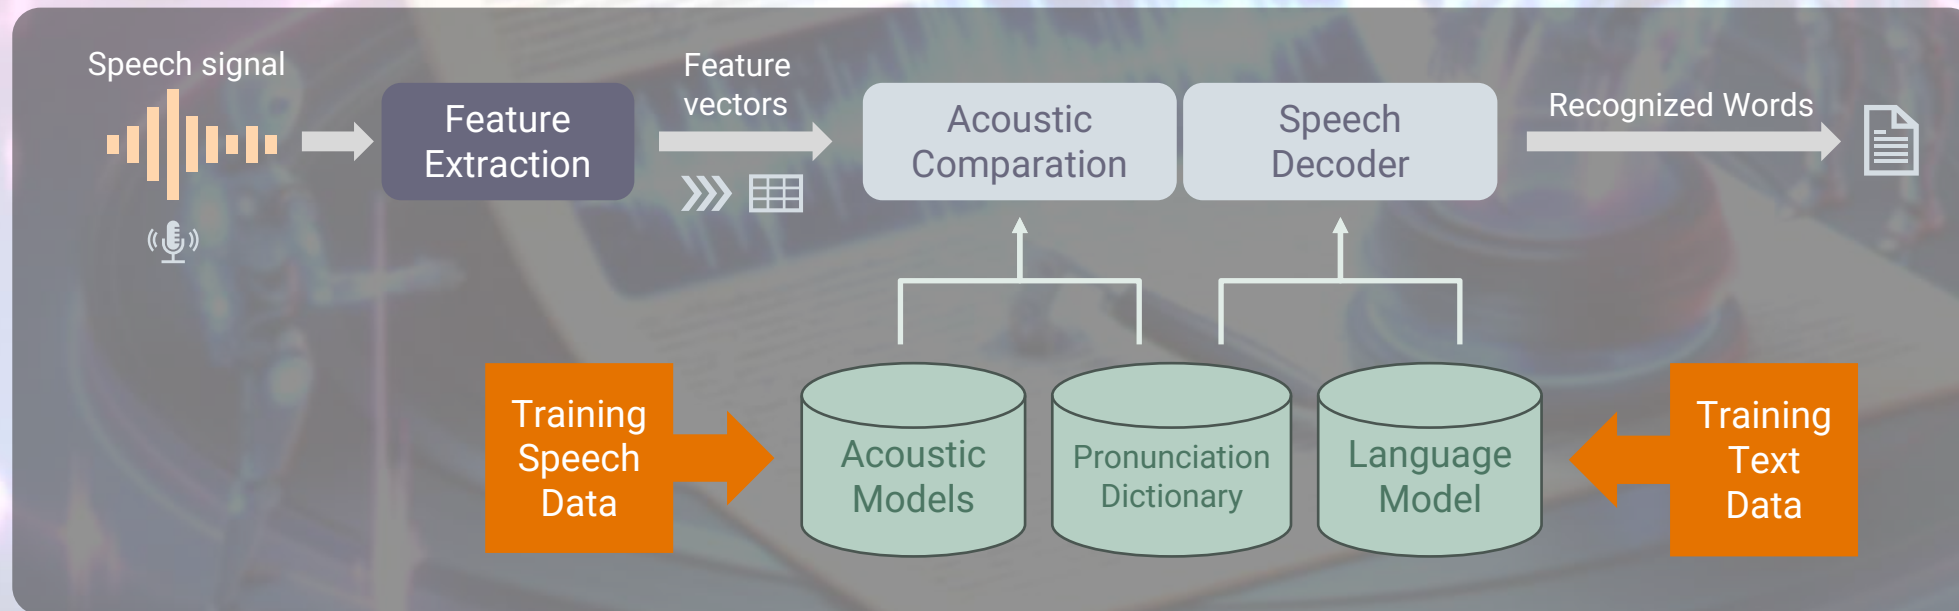 Speech signal
Feature
Extraction
Feature
vectors
Acoustic
Comparation
Speech
Decoder
Recognized Words
Training
Speech
Data
Acoustic
Models
Pronunciation
Dictionary
Language
Model
Training
Text
Data